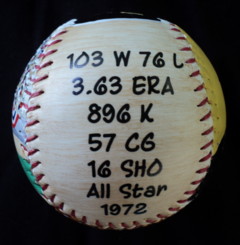 103 W 76 L
3.63 ERA
896 K
57 CG
16 SHO
All Star
1972